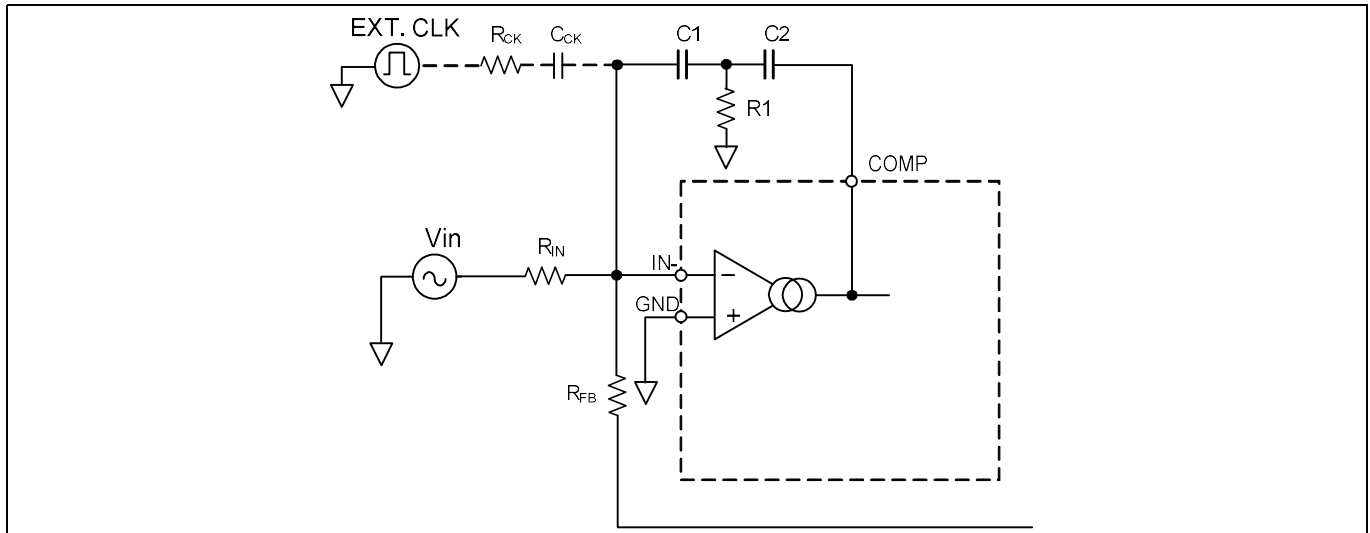 EXT. CLK
RCK
CCK
C1
C2
R1
COMP
Vin
RIN
IN-
GND
RFB